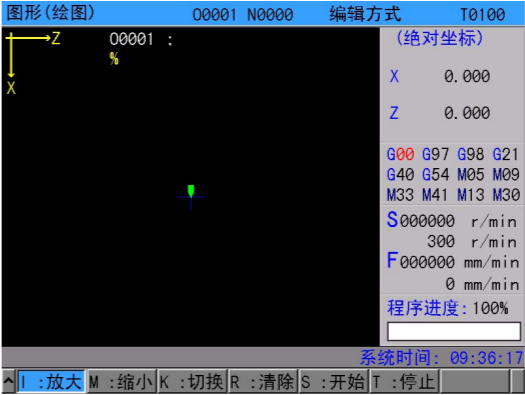 图形(绘图) O0001 N0000 编辑方式 T0100
Z O0001 :
%
X
(绝对坐标)
X 0.000
Z 0.000
G00 G97 G98 G21
G40 G54 M05 M09
M33 M41 M13 M30
S000000 r/min
300 r/min
F000000 mm/min
0 mm/min
程序进度:100%
系统时间: 09:36:17
^ I :放大 M :缩小 K :切换 R :清除 S :开始 T :停止